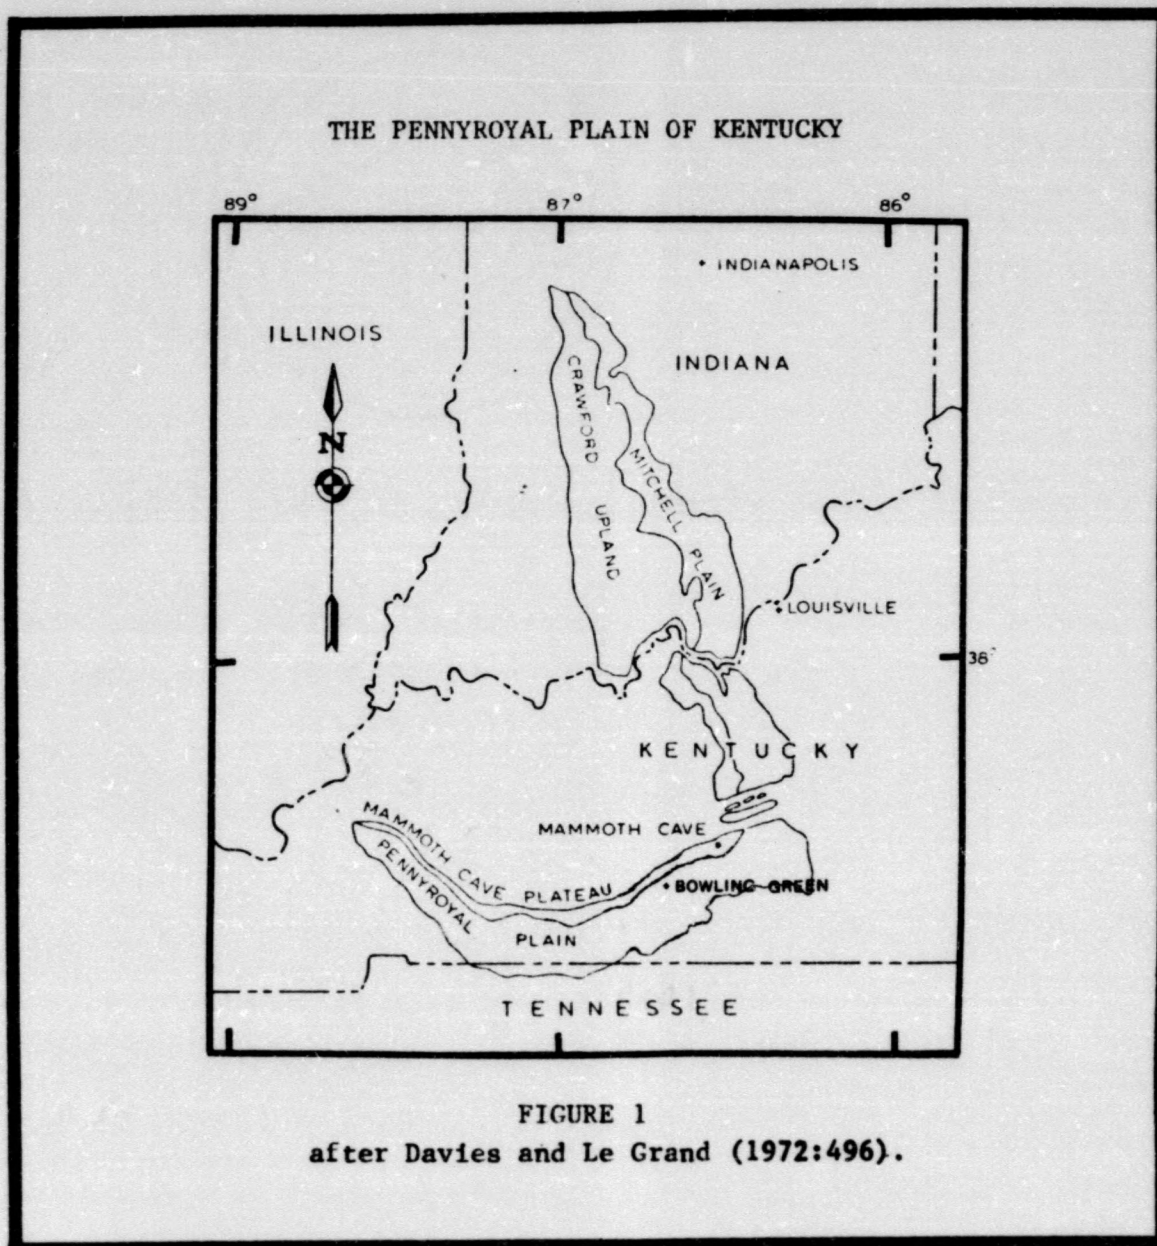 THE PENNYROYAL PLAIN OF KENTUCKY
89° 87° 86°
INDIANAPOLIS
ILLINOIS
INDIANA
N
CRAWFORD UPLAND
MITCHELL PLAIN
LOUISVILLE
38°
KENTUCKY
MAMMOTH CAVE
MAMMOTH CAVE PLATEAU
BOWLING GREEN
PENNYROYAL PLAIN
TENNESSEE
FIGURE 1
after Davies and Le Grand (1972:496).